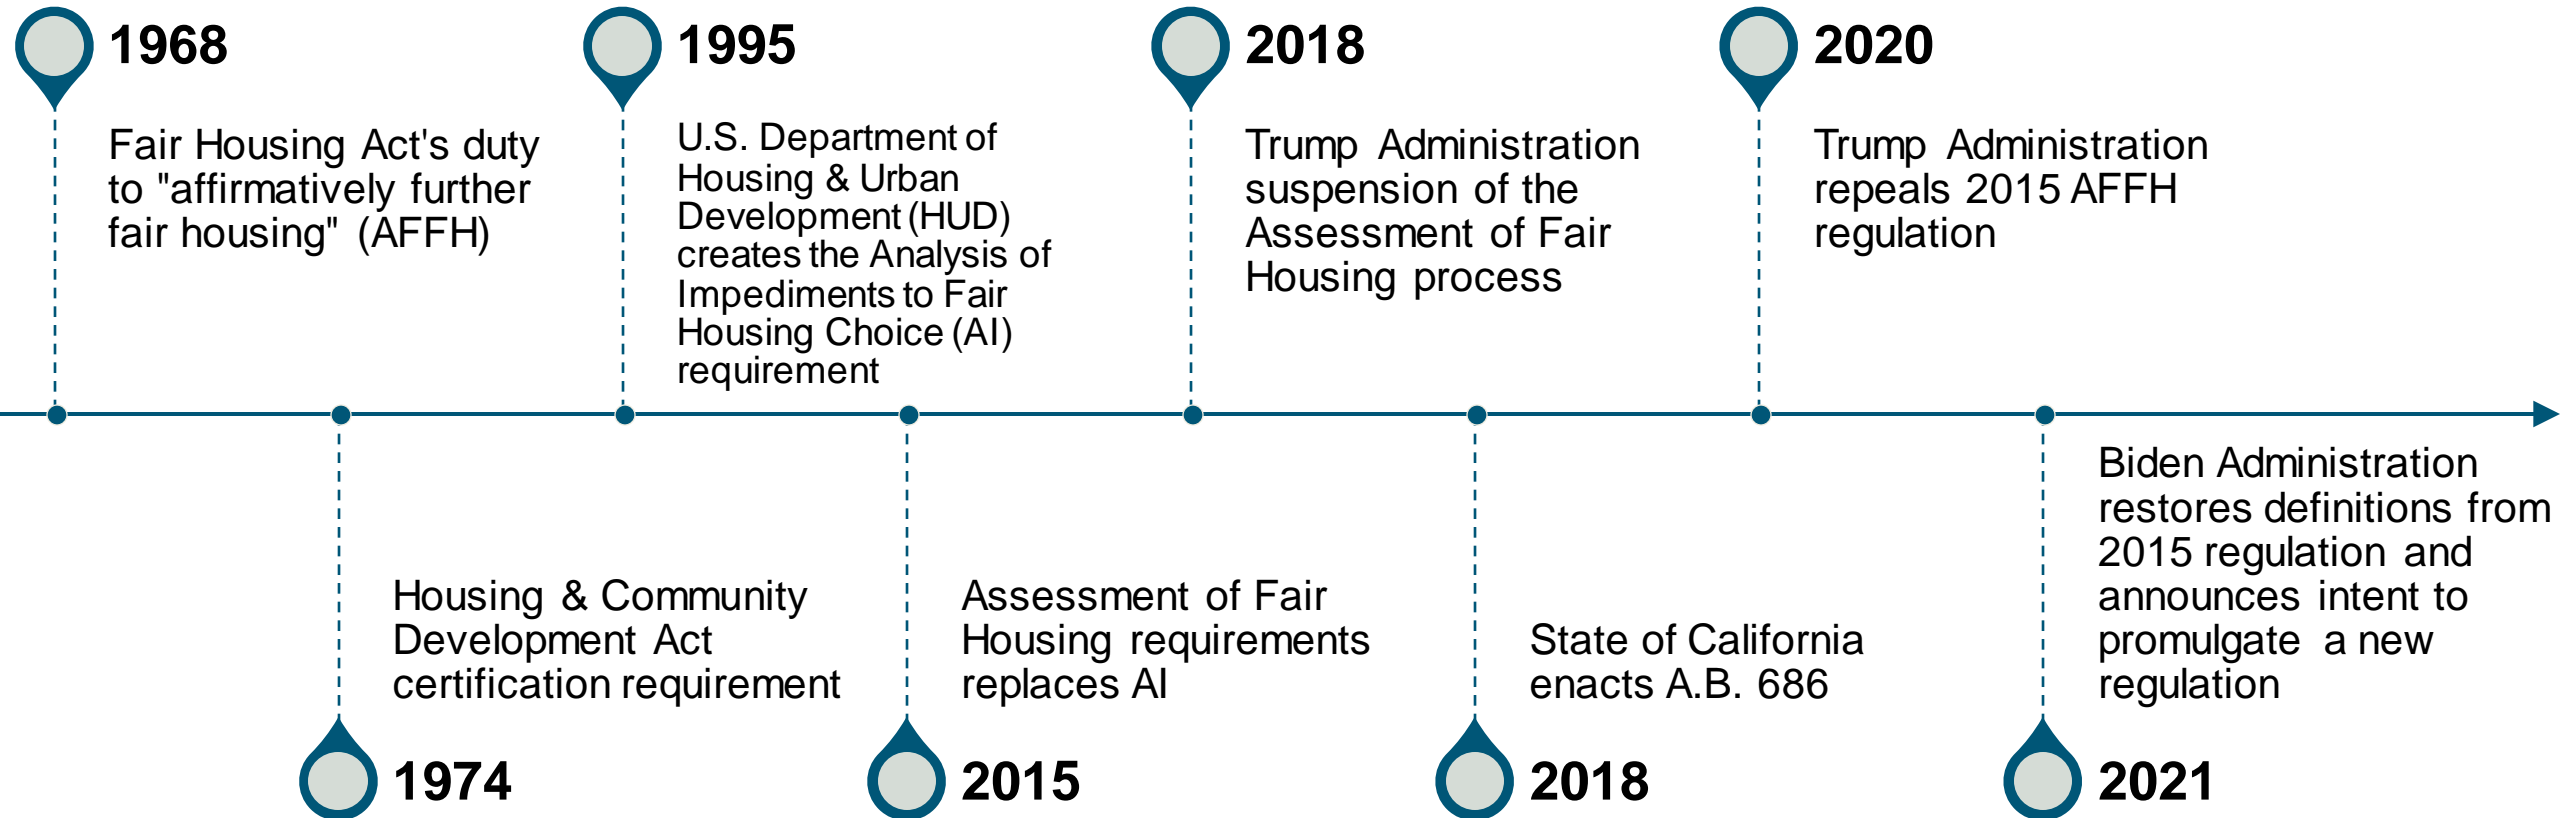 1968
Fair Housing Act's duty
to "affirmatively further
fair housing" (AFFH)
1995
U.S. Department of
Housing & Urban
Development (HUD)
creates the Analysis of
Impediments to Fair
Housing Choice (AI)
requirement
2018
Trump Administration
suspension of the
Assessment of Fair
Housing process
2020
Trump Administration
repeals 2015 AFFH
regulation
Housing & Community
Development Act
certification requirement
1974
Assessment of Fair
Housing requirements
replaces AI
2015
State of California
enacts A.B. 686
2018
Biden Administration
restores definitions from
2015 regulation and
announces intent to
promulgate a new
regulation
2021